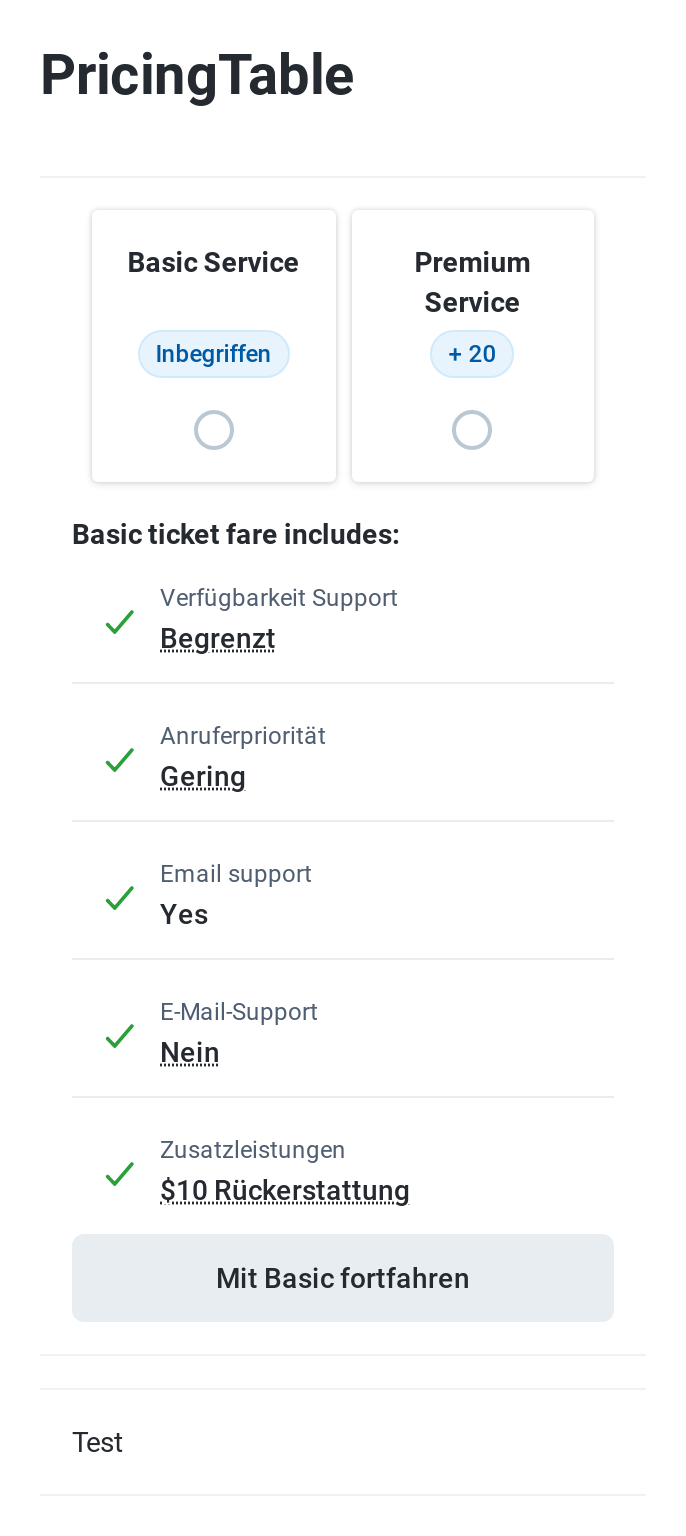 PricingTable
Basic Service
Inbegriffen
Premium
Service
+ 20
Basic ticket fare includes:
Verfügbarkeit Support
Begrenzt
Anruferpriorität
Gering
Email support
Yes
E-Mail-Support
Nein
Zusatzleistungen
$10 Rückerstattung
Mit Basic fortfahren
Test